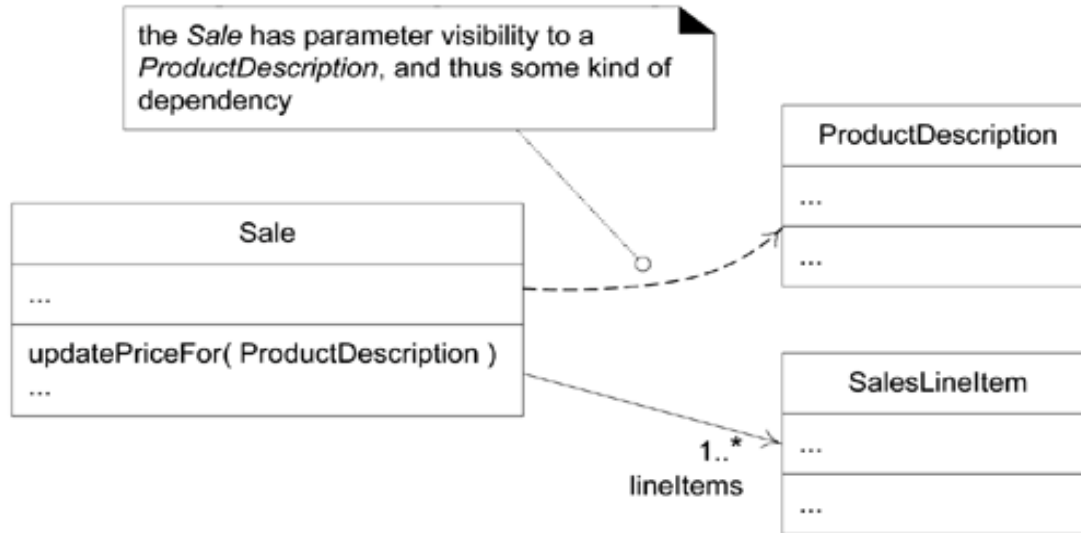 the Sale has parameter visibility to a
ProductDescription, and thus some kind of
dependency
ProductDescription
...
...
Sale
...
updatePriceFor( ProductDescription )
...
SalesLineItem
...
...
1..*
lineItems